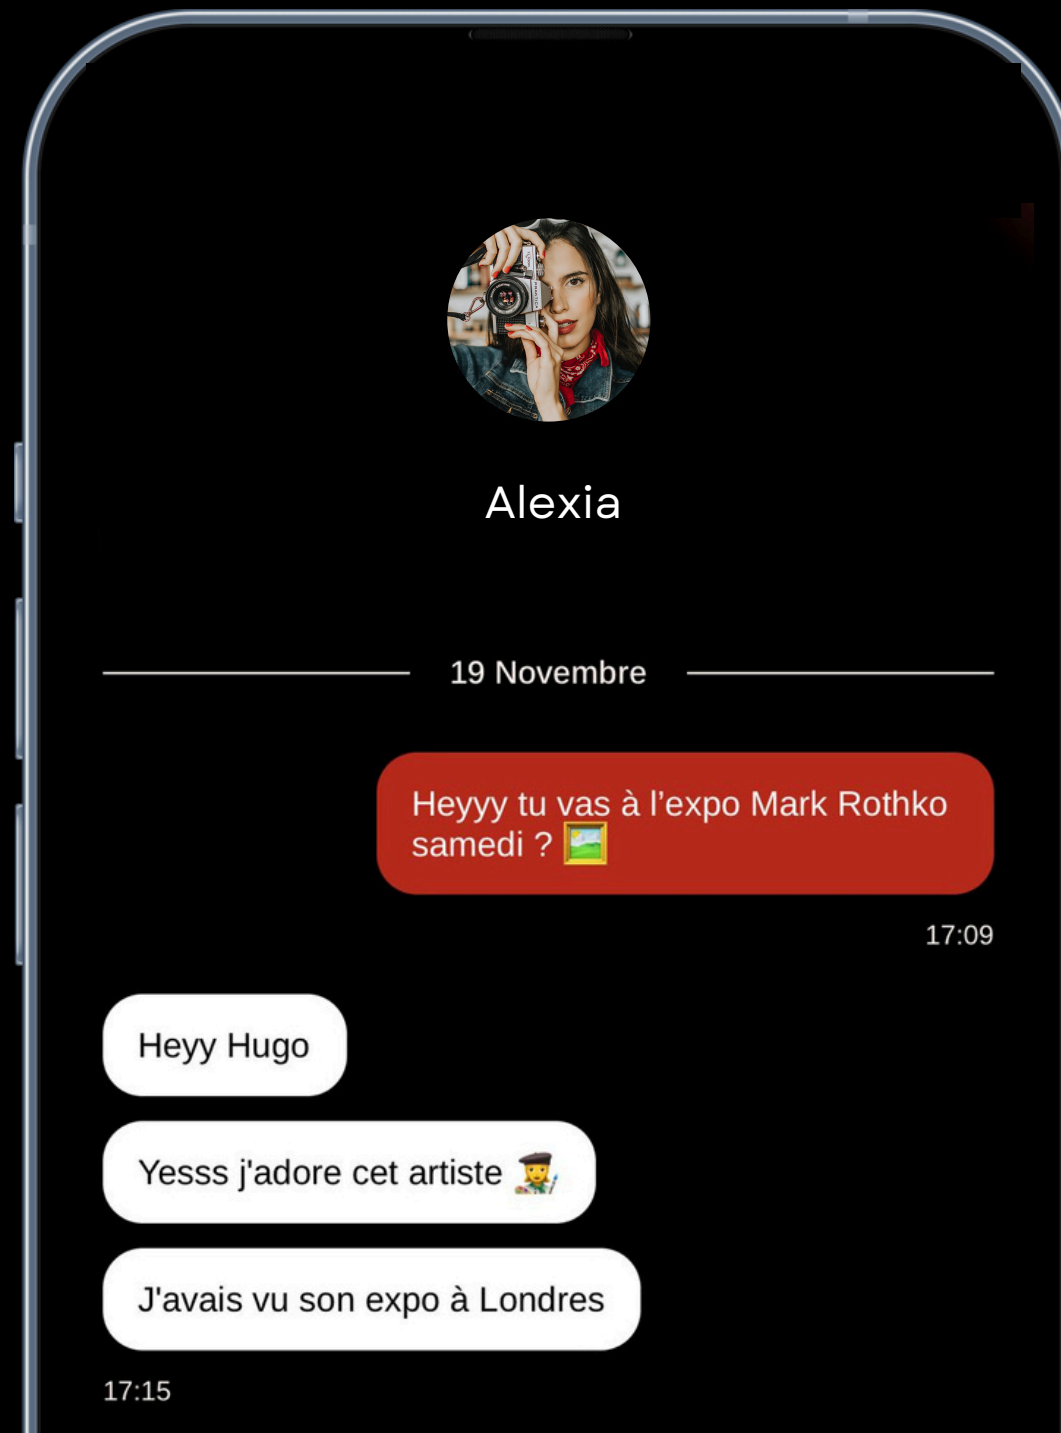 Alexia
19 Novembre
Heyyy tu vas à l’expo Mark Rothko
samedi ? 🖼️
17:09
Heyy Hugo
Yesss j'adore cet artiste 👩‍🎨
J'avais vu son expo à Londres
17:15